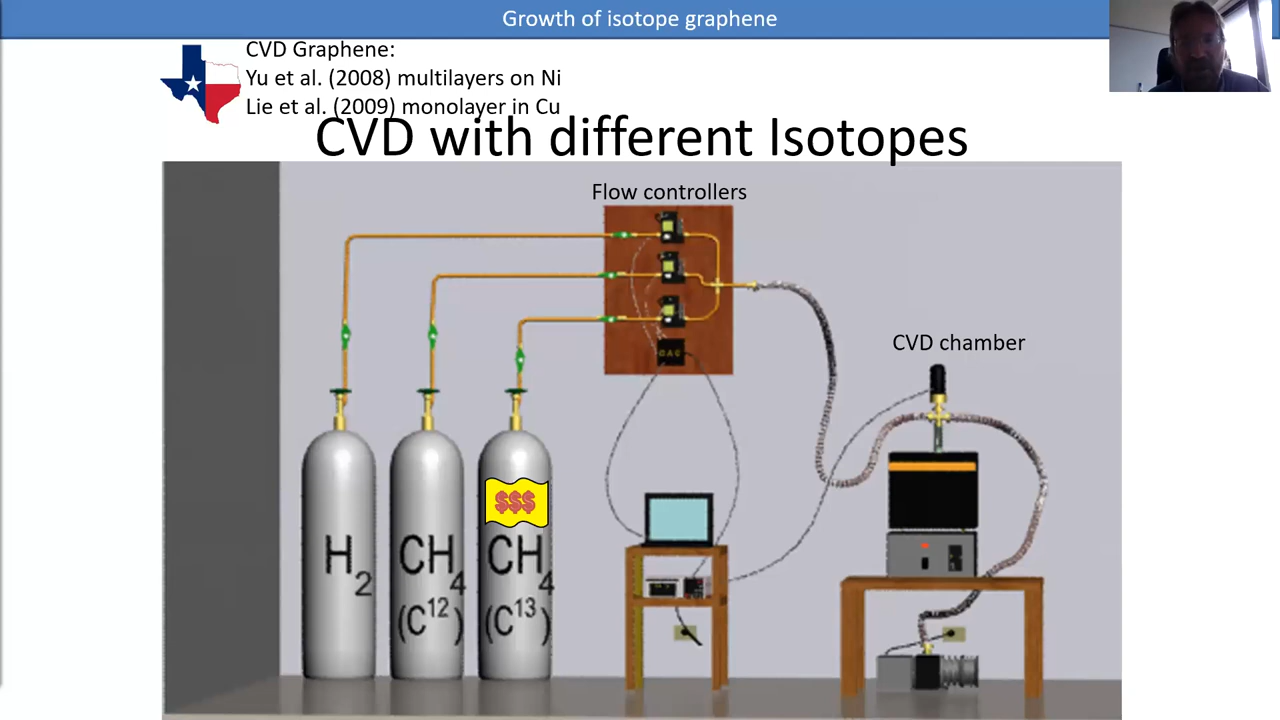 Growth of isotope graphene
CVD Graphene:
Yu et al. (2008) multilayers on Ni
Lie et al. (2009) monolayer in Cu
CVD with different Isotopes
Flow controllers
CVD chamber
$$$
H2
CH4
(C12)
CH4
(C13)